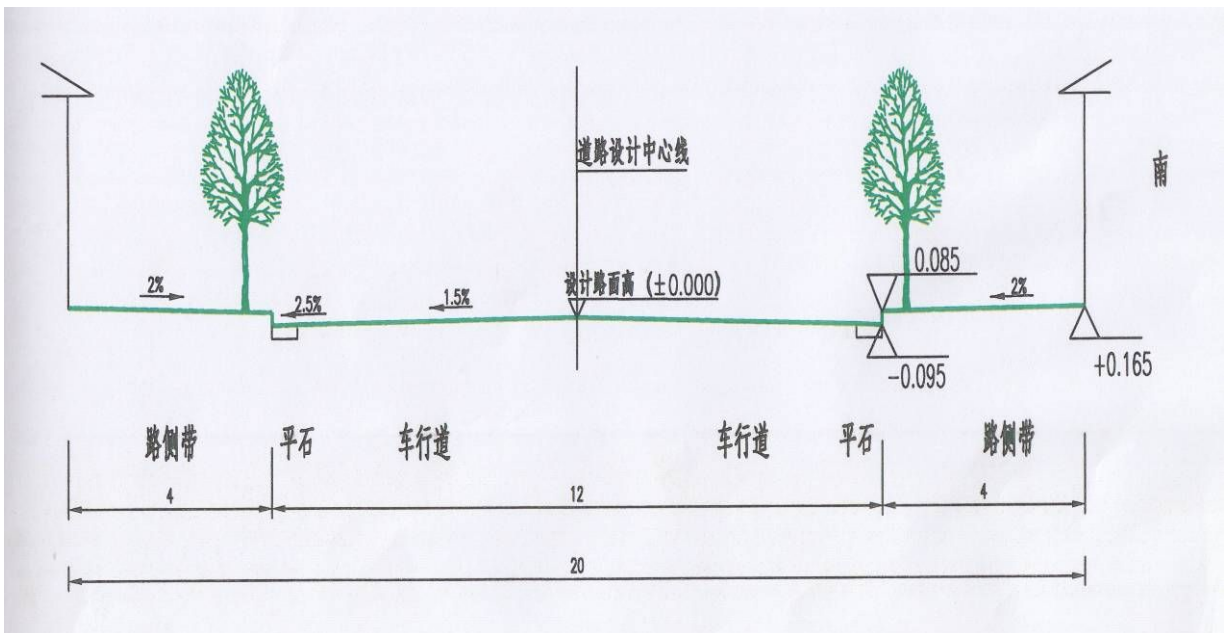 道路设计中心线
南
0.085
2%
2.5%
1.5%
设计路面高 (±0.000)
2%
-0.095
+0.165
路侧带
平石
车行道
车行道
平石
路侧带
4
12
4
20